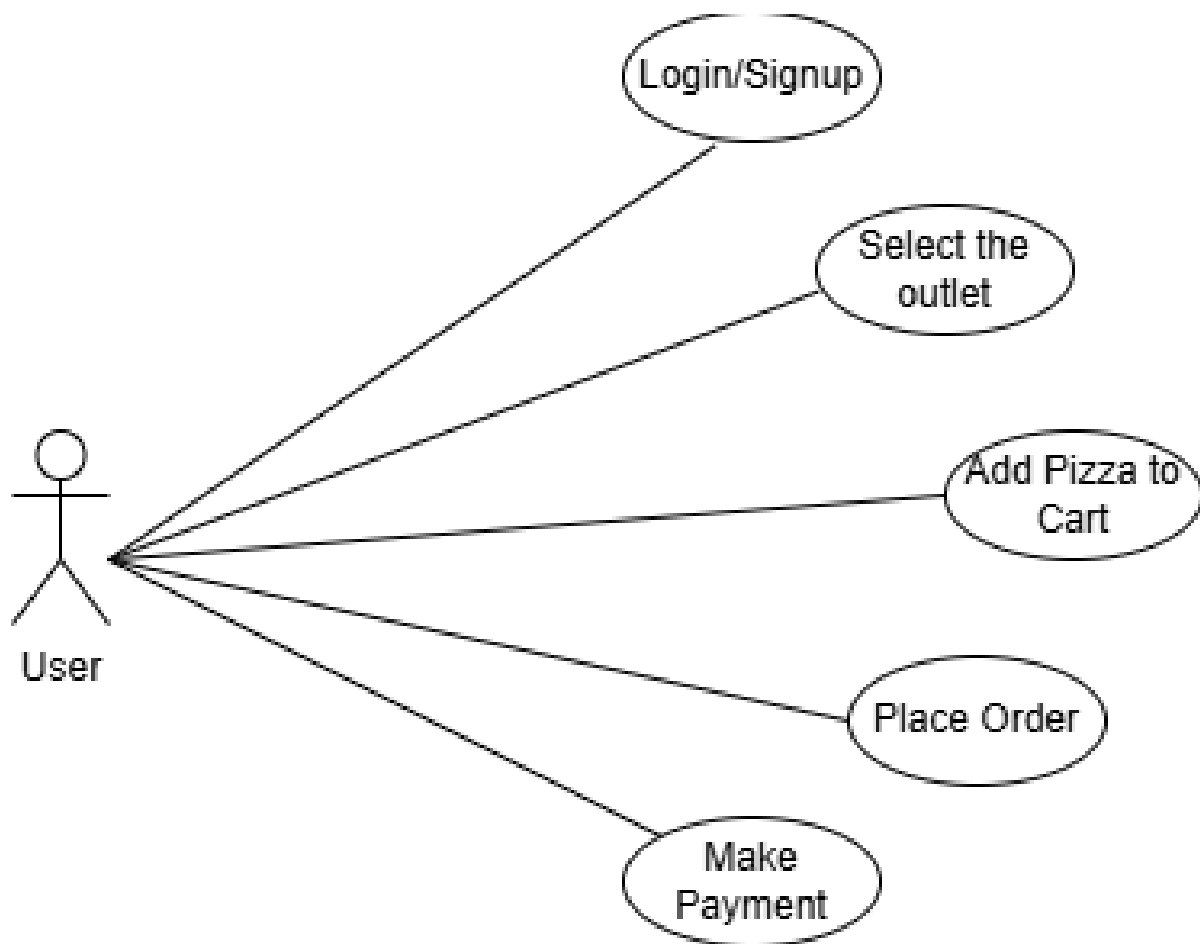 Login/Signup
Select the
outlet
Add Pizza to
Cart
User
Place Order
Make
Payment